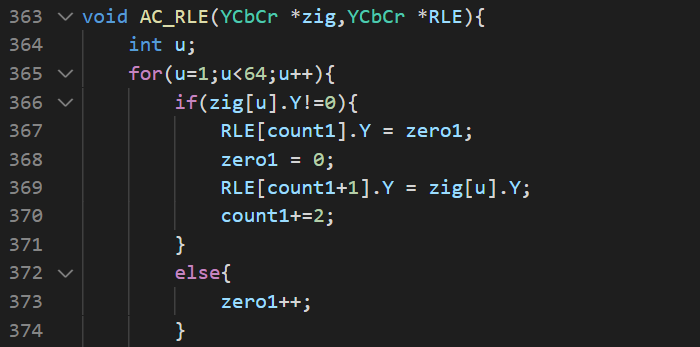 363 void AC_RLE(YCbCr *zig,YCbCr *RLE){
364     int u;
365     for(u=1;u<64;u++){
366         if(zig[u].Y!=0){
367             RLE[count1].Y = zero1;
368             zero1 = 0;
369             RLE[count1+1].Y = zig[u].Y;
370             count1+=2;
371         }
372         else{
373             zero1++;
374         }